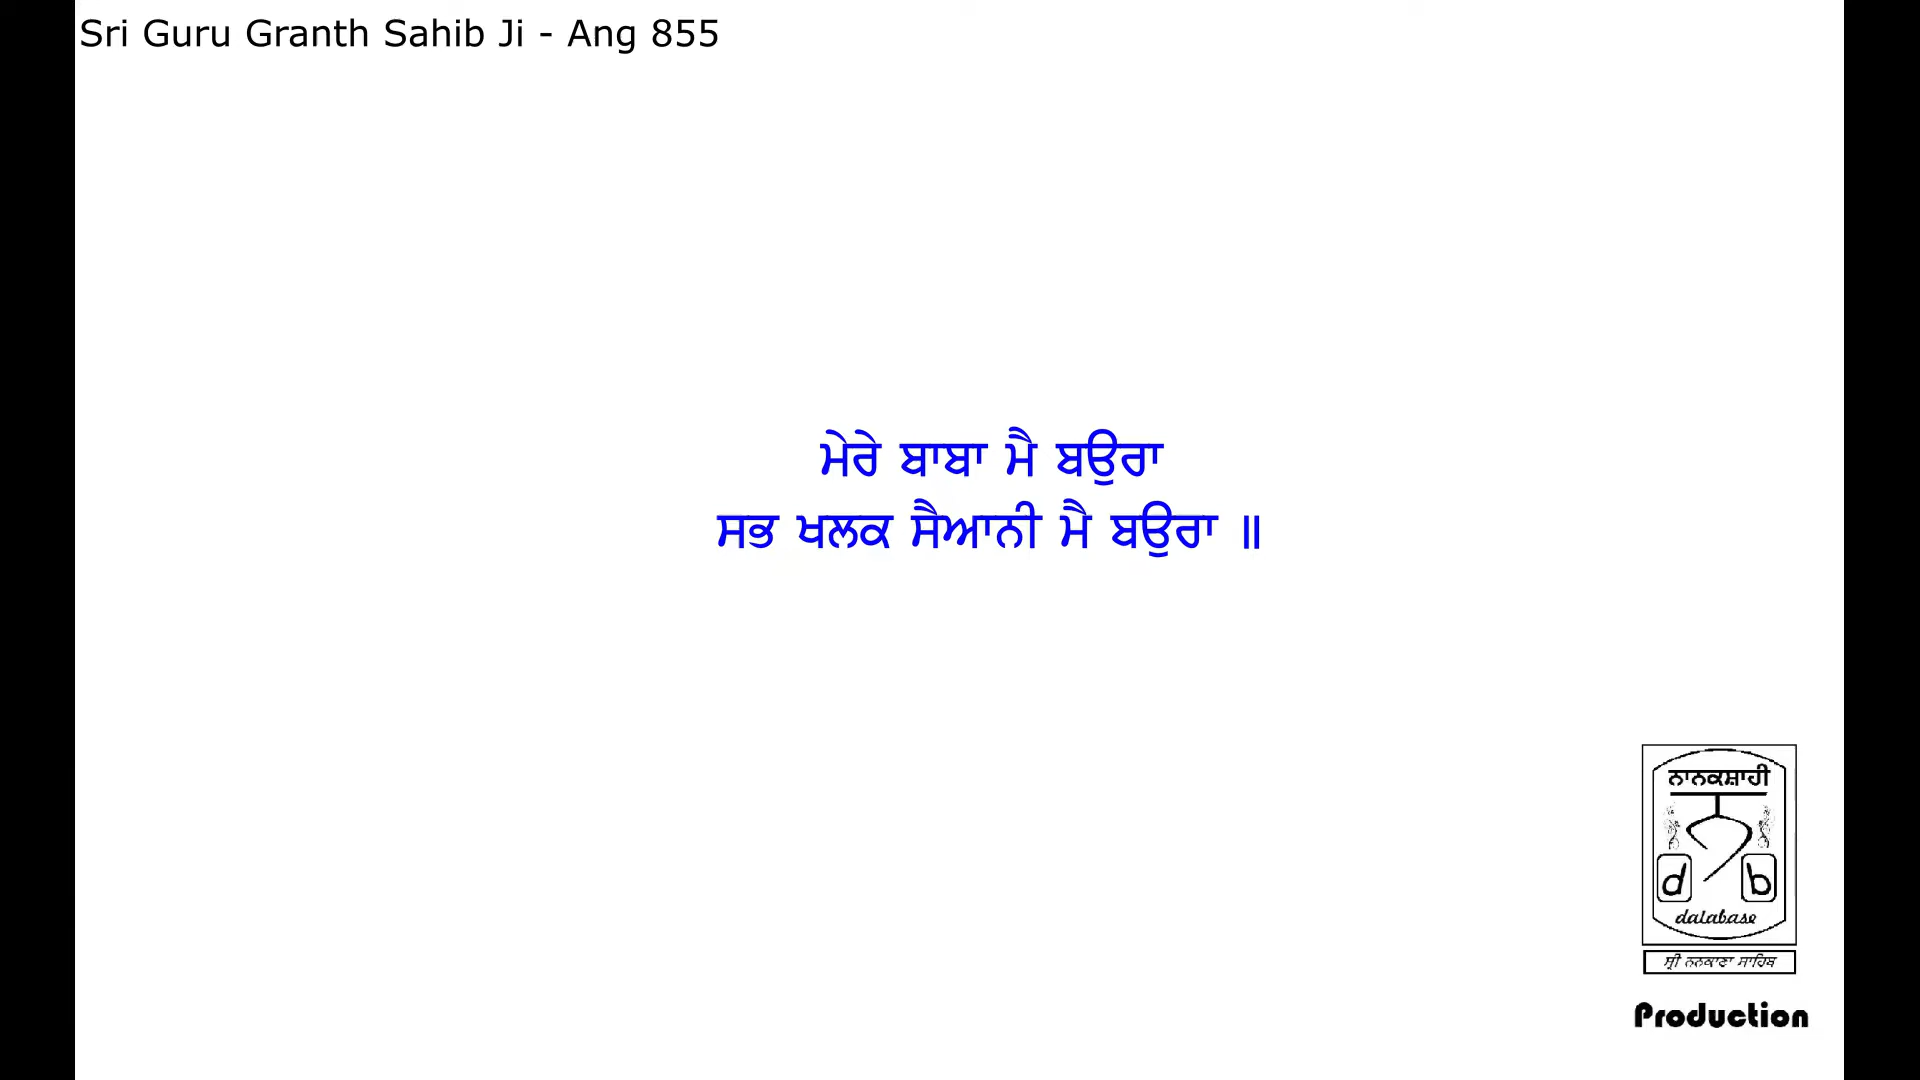 Sri Guru Granth Sahib Ji - Ang 855
ਮੇਰੇ ਬਾਬਾ ਮੈ ਬਉਰਾ
ਸਭ ਖਲਕ ਸੈਆਨੀ ਮੈ ਬਉਰਾ ॥
ਨਾਨਕਸ਼ਾਹੀ
d b
database
ਸ੍ਰੀ ਨਨਕਾਣਾ ਸਾਹਿਬ
Production